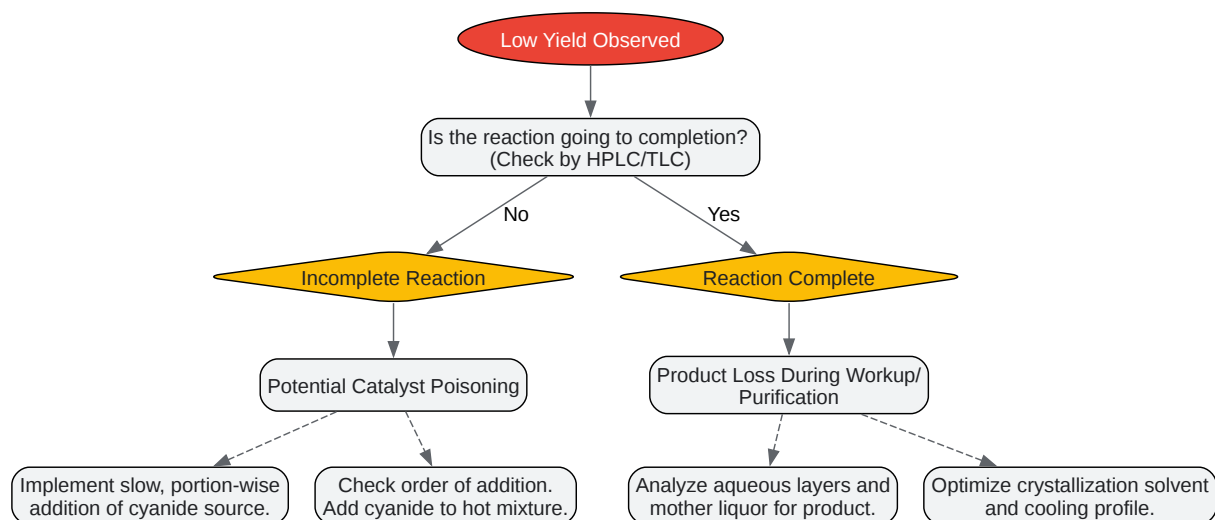 Low Yield Observed
Is the reaction going to completion?
(Check by HPLC/TLC)
No
Yes
Incomplete Reaction
Reaction Complete
Potential Catalyst Poisoning
Product Loss During Workup/
Purification
Implement slow, portion-wise
addition of cyanide source.
Check order of addition.
Add cyanide to hot mixture.
Analyze aqueous layers and
mother liquor for product.
Optimize crystallization solvent
and cooling profile.